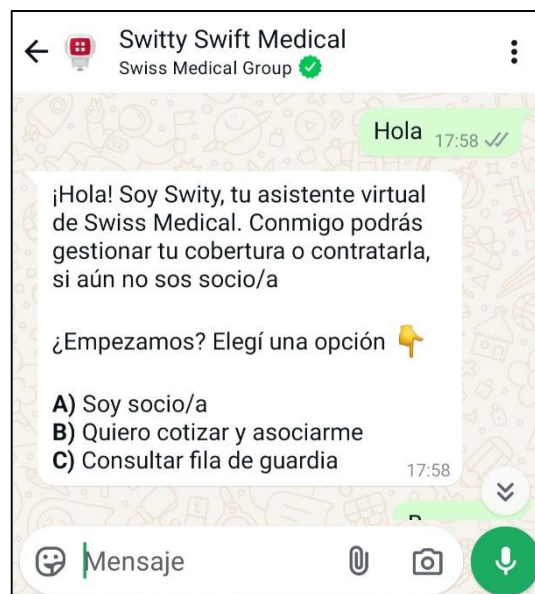 Switty Swift Medical
Swiss Medical Group
Hola 17:58
¡Hola! Soy Swity, tu asistente virtual
de Swiss Medical. Conmigo podrás
gestionar tu cobertura o contratarla,
si aún no sos socio/a
¿Empezamos? Elegí una opción 👇
A) Soy socio/a
B) Quiero cotizar y asociarme
C) Consultar fila de guardia
17:58
Mensaje